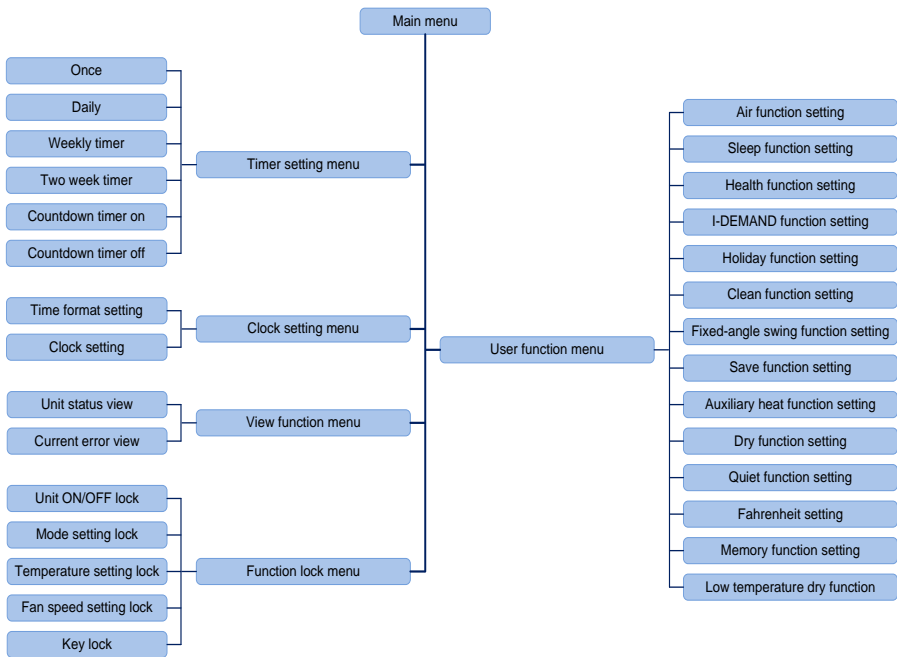 Main menu
Once
Daily
Weekly timer
Two week timer
Countdown timer on
Countdown timer off
Timer setting menu
Time format setting
Clock setting
Clock setting menu
Unit status view
Current error view
View function menu
Unit ON/OFF lock
Mode setting lock
Temperature setting lock
Fan speed setting lock
Key lock
Function lock menu
User function menu
Air function setting
Sleep function setting
Health function setting
I-DEMAND function setting
Holiday function setting
Clean function setting
Fixed-angle swing function setting
Save function setting
Auxiliary heat function setting
Dry function setting
Quiet function setting
Fahrenheit setting
Memory function setting
Low temperature dry function